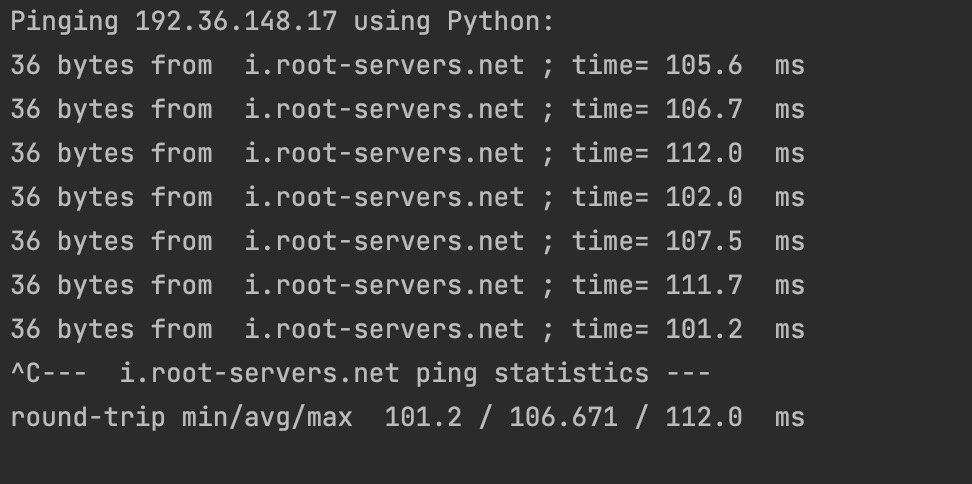 Pinging 192.36.148.17 using Python:
36 bytes from  i.root-servers.net ; time= 105.6  ms
36 bytes from  i.root-servers.net ; time= 106.7  ms
36 bytes from  i.root-servers.net ; time= 112.0  ms
36 bytes from  i.root-servers.net ; time= 102.0  ms
36 bytes from  i.root-servers.net ; time= 107.5  ms
36 bytes from  i.root-servers.net ; time= 111.7  ms
36 bytes from  i.root-servers.net ; time= 101.2  ms
^C---  i.root-servers.net ping statistics ---
round-trip min/avg/max  101.2 / 106.671 / 112.0  ms